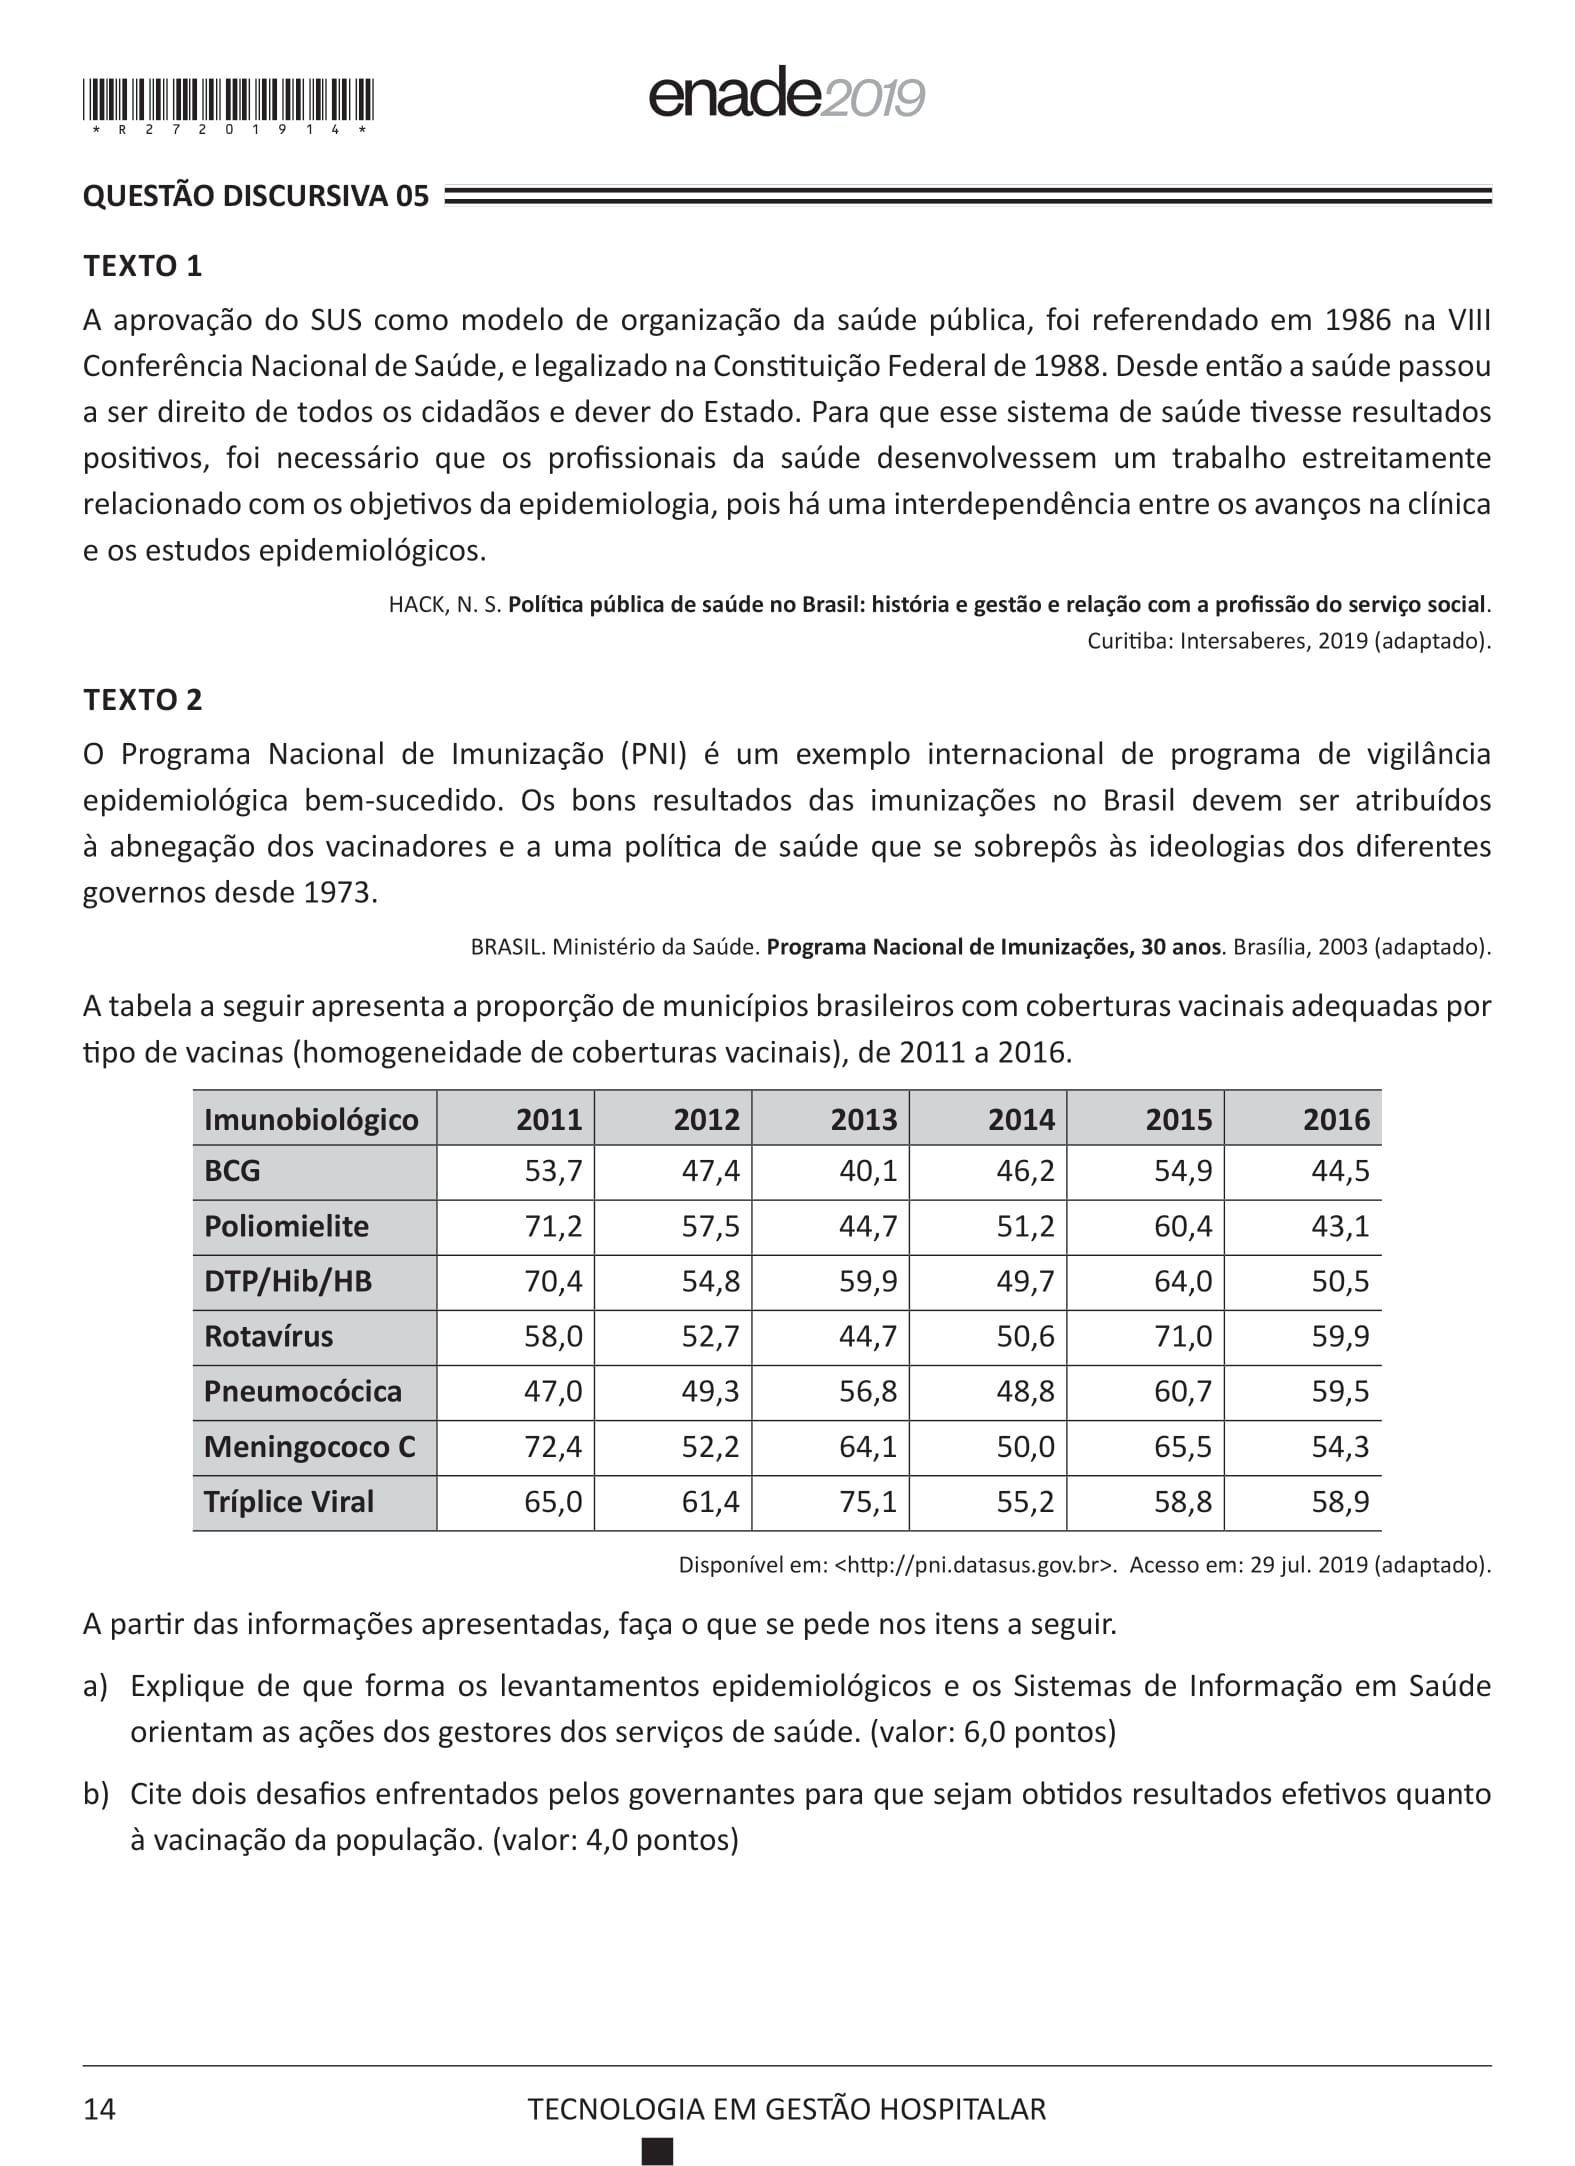 *R27201914*
enade2019
QUESTÃO DISCURSIVA 05
TEXTO 1
A aprovação do SUS como modelo de organização da saúde pública, foi referendado em 1986 na VIII
Conferência Nacional de Saúde, e legalizado na Constituição Federal de 1988. Desde então a saúde passou
a ser direito de todos os cidadãos e dever do Estado. Para que esse sistema de saúde tivesse resultados
positivos, foi necessário que os profissionais da saúde desenvolvessem um trabalho estreitamente
relacionado com os objetivos da epidemiologia, pois há uma interdependência entre os avanços na clínica
e os estudos epidemiológicos.
HACK, N. S. Política pública de saúde no Brasil: história e gestão e relação com a profissão do serviço social.
Curitiba: Intersaberes, 2019 (adaptado).
TEXTO 2
O Programa Nacional de Imunização (PNI) é um exemplo internacional de programa de vigilância
epidemiológica bem-sucedido. Os bons resultados das imunizações no Brasil devem ser atribuídos
à abnegação dos vacinadores e a uma política de saúde que se sobrepôs às ideologias dos diferentes
governos desde 1973.
BRASIL. Ministério da Saúde. Programa Nacional de Imunizações, 30 anos. Brasília, 2003 (adaptado).
A tabela a seguir apresenta a proporção de municípios brasileiros com coberturas vacinais adequadas por
tipo de vacinas (homogeneidade de coberturas vacinais), de 2011 a 2016.
Imunobiológico 2011 2012 2013 2014 2015 2016
BCG 53,7 47,4 40,1 46,2 54,9 44,5
Poliomielite 71,2 57,5 44,7 51,2 60,4 43,1
DTP/Hib/HB 70,4 54,8 59,9 49,7 64,0 50,5
Rotavírus 58,0 52,7 44,7 50,6 71,0 59,9
Pneumocócica 47,0 49,3 56,8 48,8 60,7 59,5
Meningococo C 72,4 52,2 64,1 50,0 65,5 54,3
Tríplice Viral 65,0 61,4 75,1 55,2 58,8 58,9
Disponível em: <http://pni.datasus.gov.br>. Acesso em: 29 jul. 2019 (adaptado).
A partir das informações apresentadas, faça o que se pede nos itens a seguir.
a) Explique de que forma os levantamentos epidemiológicos e os Sistemas de Informação em Saúde
orientam as ações dos gestores dos serviços de saúde. (valor: 6,0 pontos)
b) Cite dois desafios enfrentados pelos governantes para que sejam obtidos resultados efetivos quanto
à vacinação da população. (valor: 4,0 pontos)
14
TECNOLOGIA EM GESTÃO HOSPITALAR